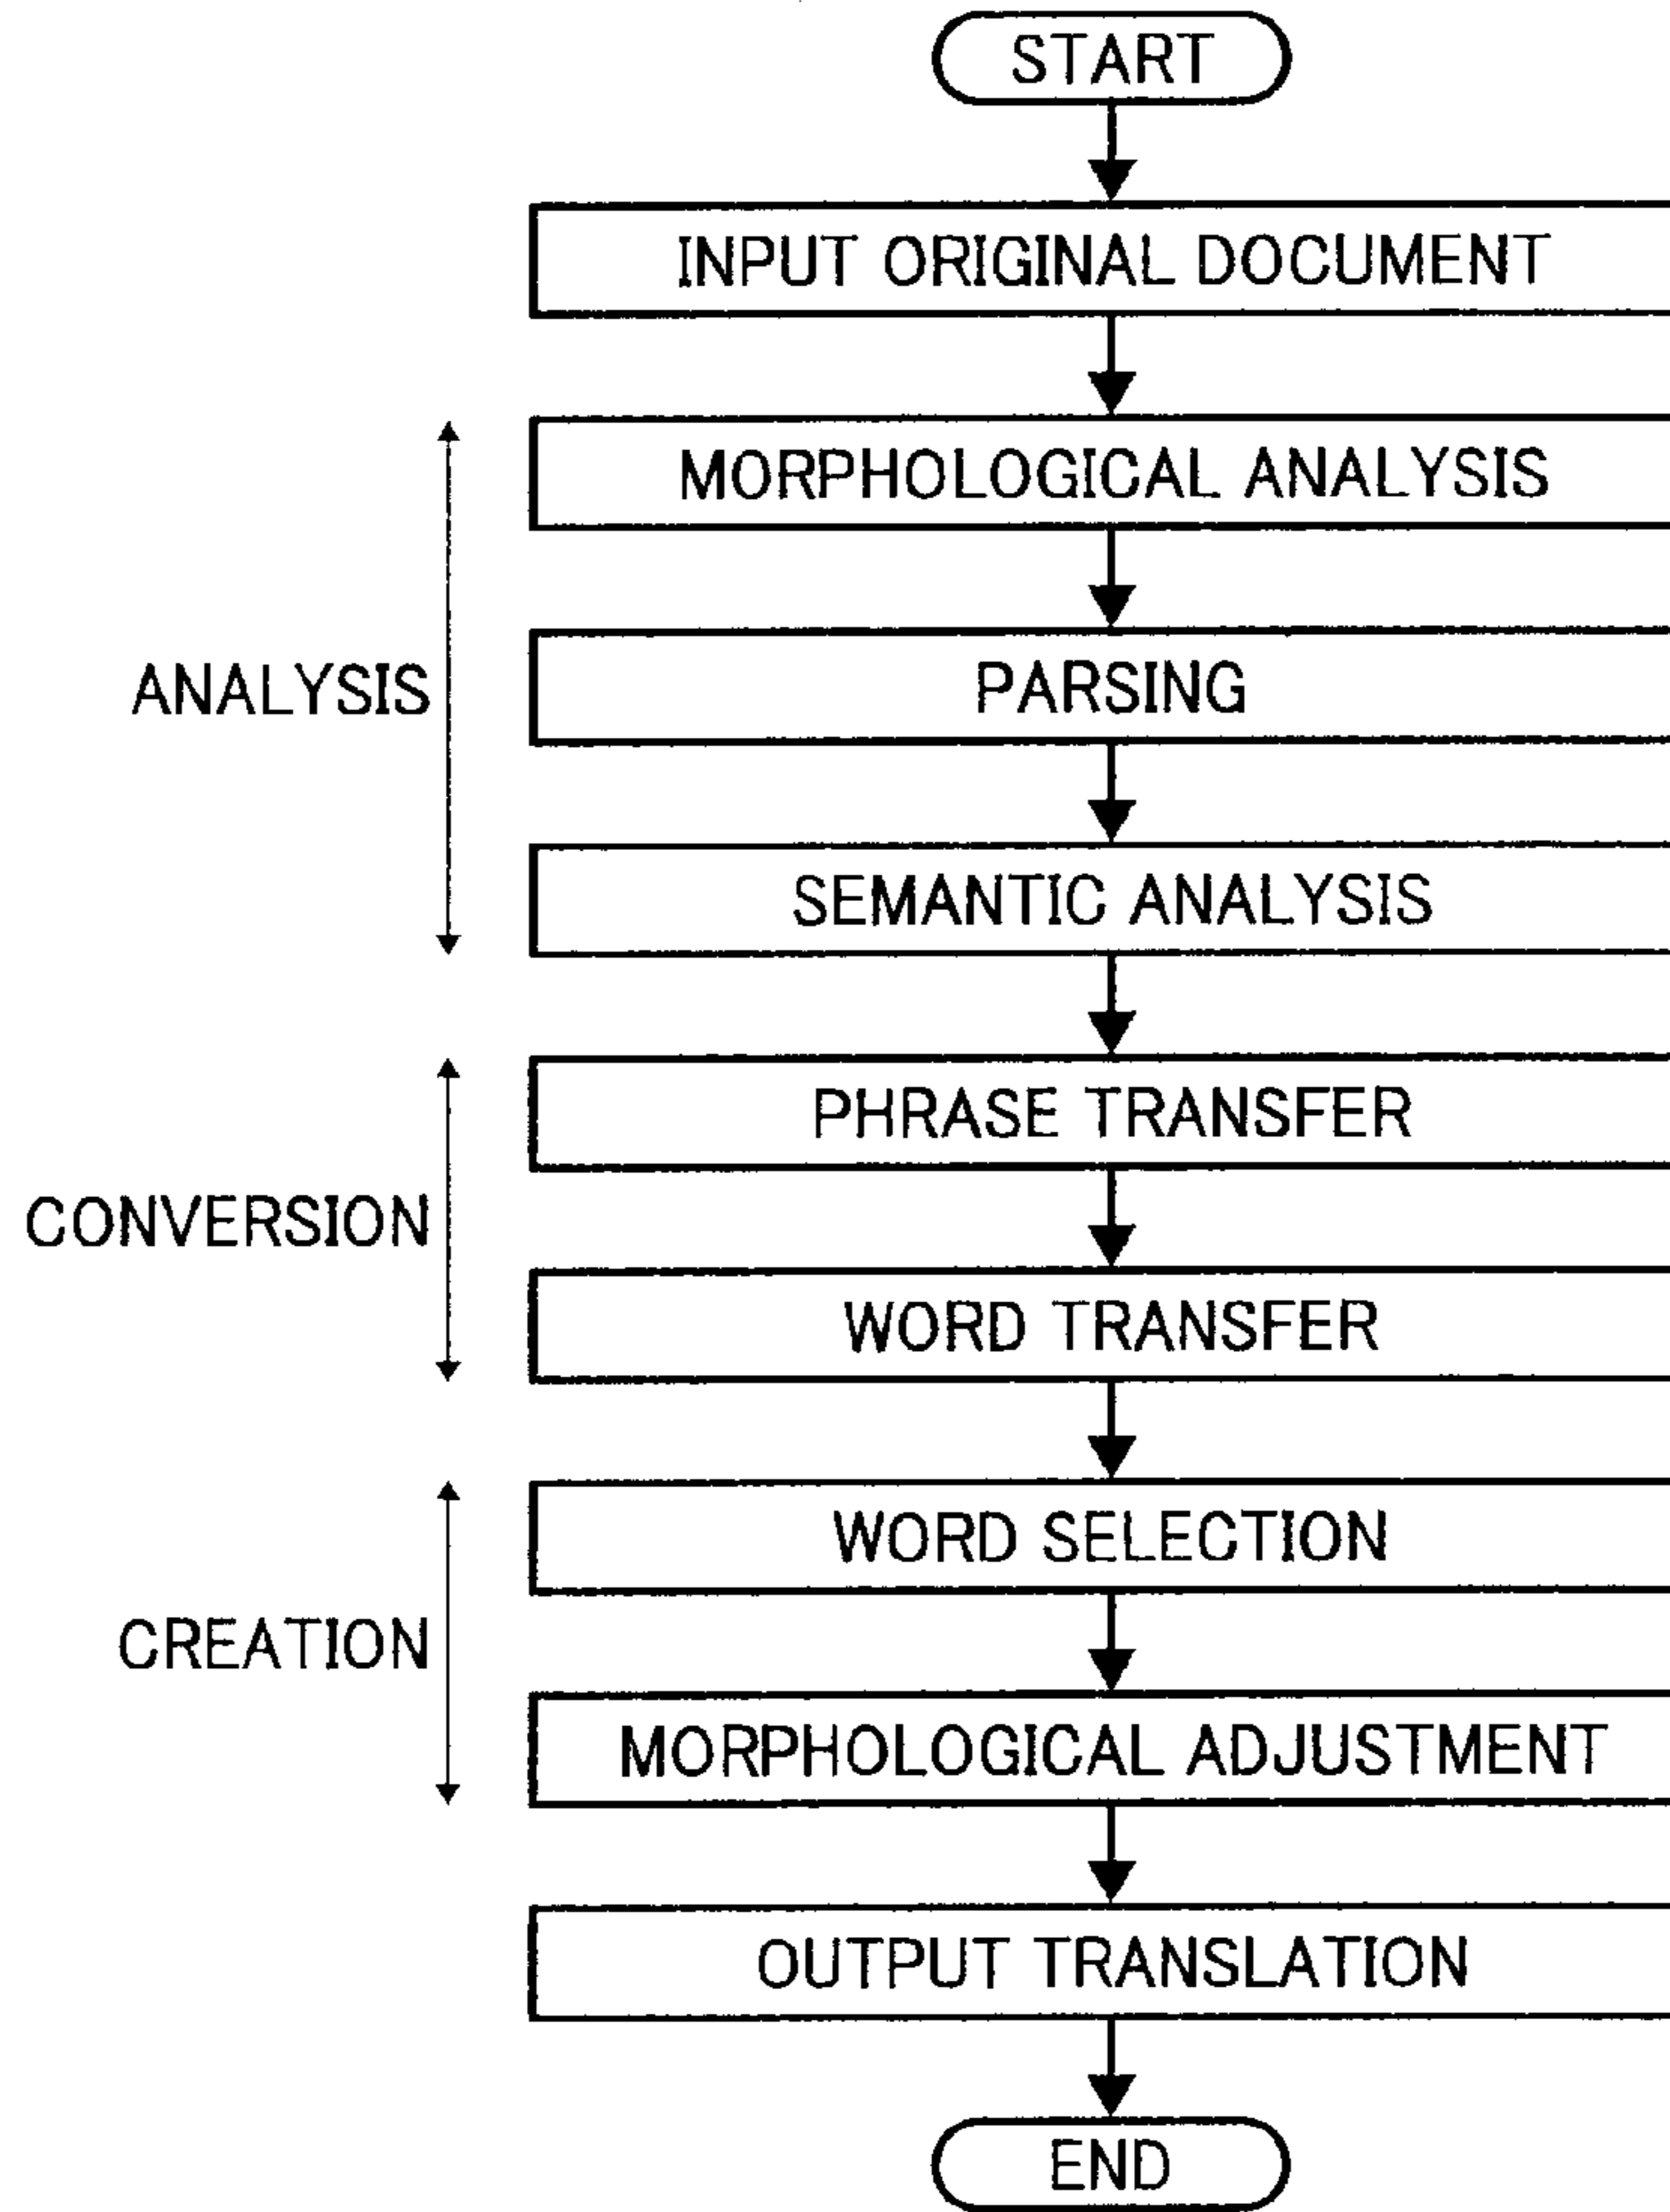 START
INPUT ORIGINAL DOCUMENT
MORPHOLOGICAL ANALYSIS
ANALYSIS
PARSING
SEMANTIC ANALYSIS
PHRASE TRANSFER
CONVERSION
WORD TRANSFER
WORD SELECTION
CREATION
MORPHOLOGICAL ADJUSTMENT
OUTPUT TRANSLATION
END